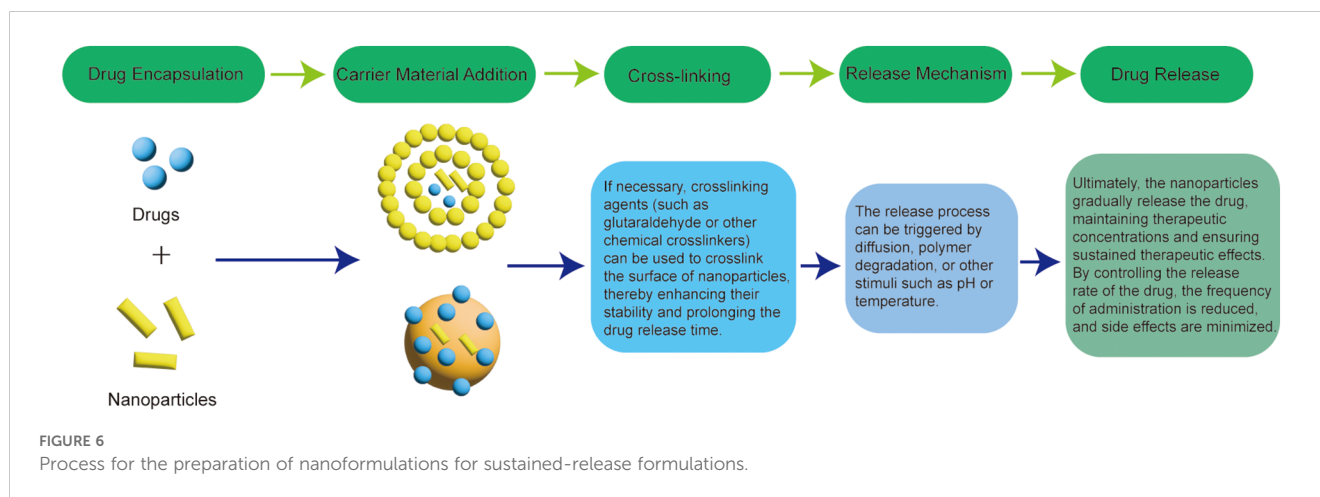 Drug Encapsulation
Carrier Material Addition
Cross-linking
Release Mechanism
Drug Release
Drugs
+
Nanoparticles
If necessary, crosslinking
agents (such as
glutaraldehyde or other
chemical crosslinkers)
can be used to crosslink
the surface of nanoparticles,
thereby enhancing their
stability and prolonging the
drug release time.
The release process
can be triggered by
diffusion, polymer
degradation, or other
stimuli such as pH or
temperature.
Ultimately, the nanoparticles
gradually release the drug,
maintaining therapeutic
concentrations and ensuring
sustained therapeutic effects.
By controlling the release
rate of the drug, the frequency
of administration is reduced,
and side effects are minimized.
FIGURE 6
Process for the preparation of nanoformulations for sustained-release formulations.